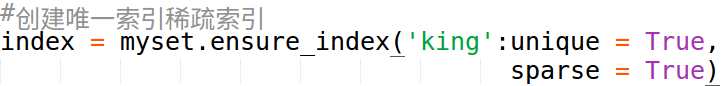 #创建唯一索引稀疏索引
index = myset.ensure_index('king':unique = True,
sparse = True)